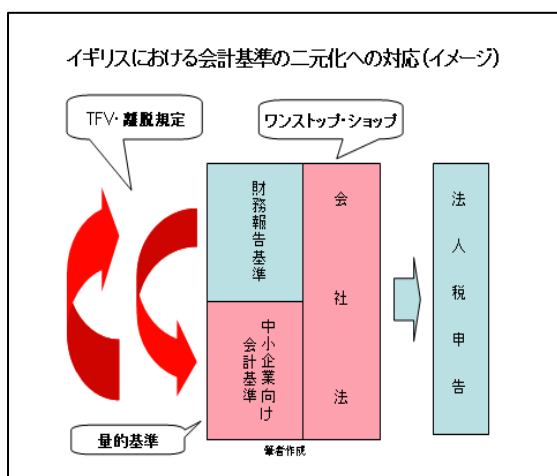 イギリスにおける会計基準の二元化への対応(イメージ)
TFV・離脱規定
ワンストップ・ショップ
財務報告基準
会社法
法人税申告
中小企業向け
会計基準
量的基準
筆者作成